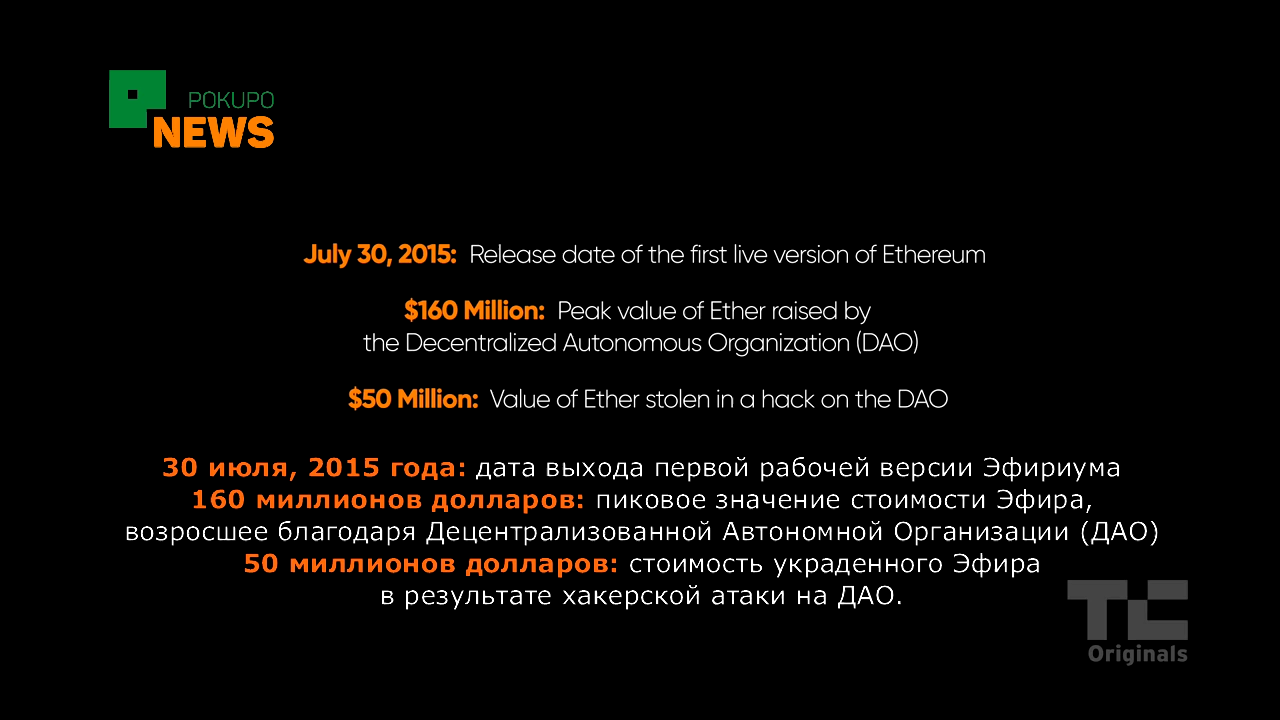 POKUPO
NEWS
July 30, 2015: Release date of the first live version of Ethereum
$160 Million: Peak value of Ether raised by
the Decentralized Autonomous Organization (DAO)
$50 Million: Value of Ether stolen in a hack on the DAO
30 июля, 2015 года: дата выхода первой рабочей версии Эфириума
160 миллионов долларов: пиковое значение стоимости Эфира,
возросшее благодаря Децентрализованной Автономной Организации (ДАО)
50 миллионов долларов: стоимость украденного Эфира
в результате хакерской атаки на ДАО.
TC
Originals